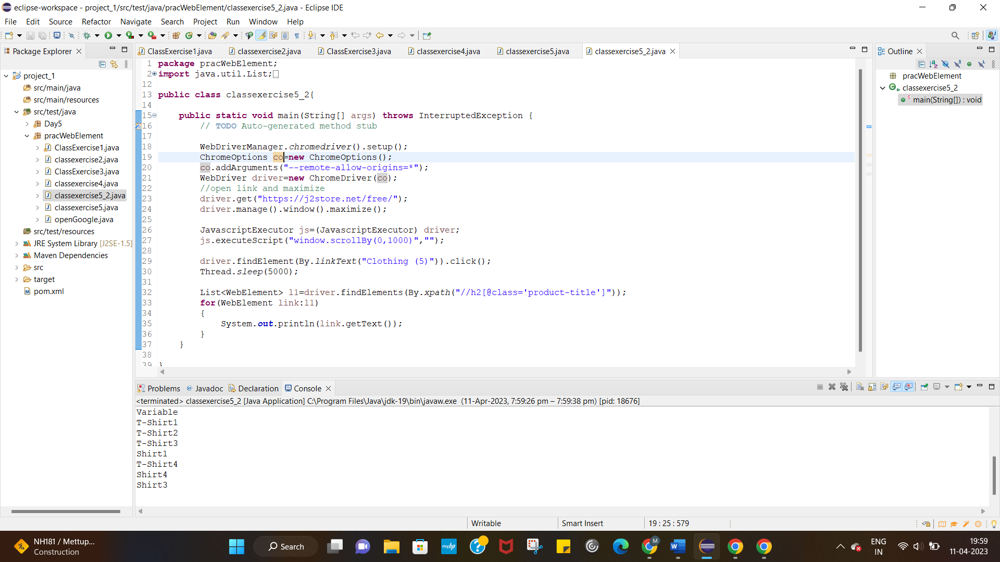 eclipse-workspace - project_1/src/test/java/pracWebElement/classexercise5_2.java - Eclipse IDE
File Edit Source Refactor Navigate Search Project Run Window Help
Package Explorer
project_1
src/main/java
src/main/resources
src/test/java
Day5
pracWebElement
ClassExercise1.java
classexercise2.java
ClassExercise3.java
classexercise4.java
classexercise5_2.java
classexercise5.java
openGoogle.java
src/test/resources
JRE System Library [J2SE-1.5]
Maven Dependencies
src
target
pom.xml
ClassExercise1.java classexercise2.java ClassExercise3.java classexercise4.java classexercise5.java classexercise5_2.java
1 package pracWebElement;
2 import java.util.List;
12
13 public class classexercise5_2{
14
15 public static void main(String[] args) throws InterruptedException {
16 // TODO Auto-generated method stub
17
18 WebDriverManager.chromedriver().setup();
19 ChromeOptions co=new ChromeOptions();
20 co.addArguments("--remote-allow-origins=*");
21 WebDriver driver=new ChromeDriver(co);
22 //open link and maximize
23 driver.get("https://j2store.net/free/");
24 driver.manage().window().maximize();
25
26 JavascriptExecutor js=(JavascriptExecutor) driver;
27 js.executeScript("window.scrollBy(0,1000)","");
28
29 driver.findElement(By.linkText("Clothing (5)")).click();
30 Thread.sleep(5000);
31
32 List<WebElement> l1=driver.findElements(By.xpath("//h2[@class='product-title']"));
33 for(WebElement link:l1)
34 {
35 System.out.println(link.getText());
36 }
37 }
38
39 }
Outline
pracWebElement
classexercise5_2
main(String[]) : void
Problems Javadoc Declaration Console
<terminated> classexercise5_2 [Java Application] C:\Program Files\Java\jdk-19\bin\javaw.exe (11-Apr-2023, 7:59:26 pm – 7:59:38 pm) [pid: 18676]
Variable
T-Shirt1
T-Shirt2
T-Shirt3
Shirt1
T-Shirt4
Shirt4
Shirt3
Writable Smart Insert 19 : 25 : 579
NH181 / Mettup...
Construction
Search
myhp
M
ENG
IN
19:59
11-04-2023